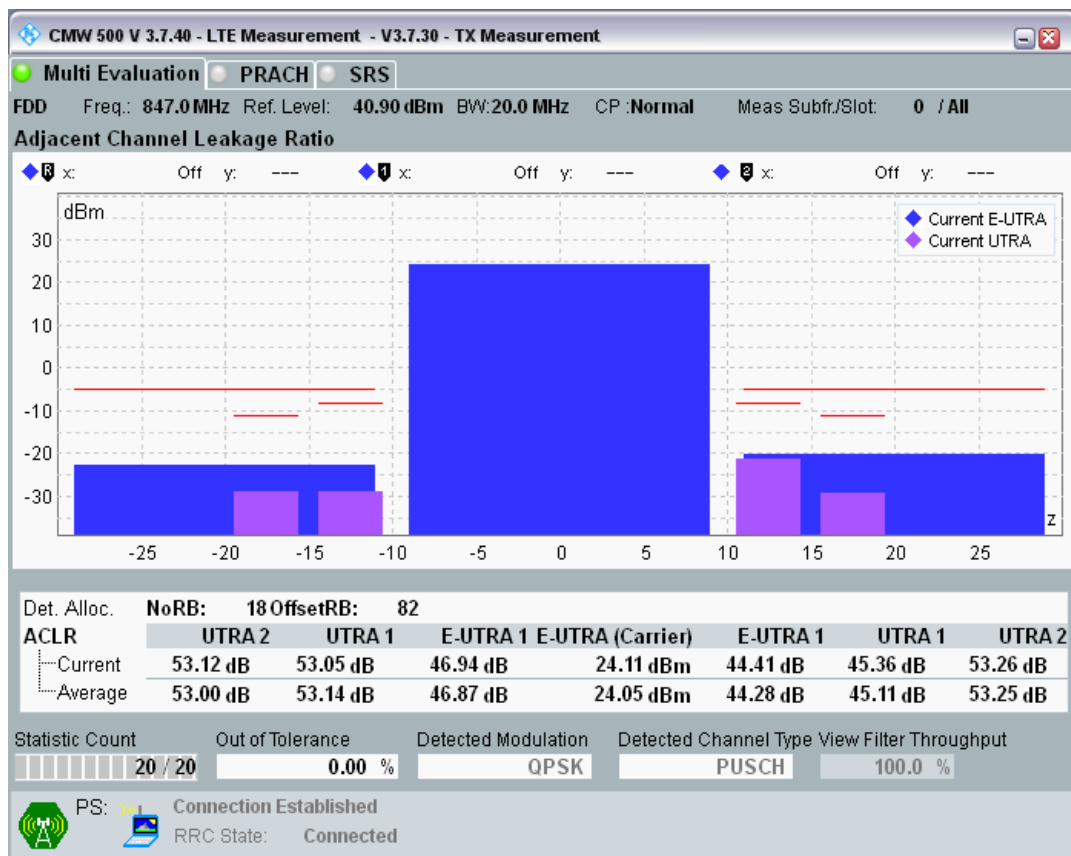 CMW 500 V 3.7.40 - LTE Measurement - V3.7.30 - TX Measurement
Multi Evaluation PRACH SRS
FDD Freq.: 847.0 MHz Ref. Level: 40.90 dBm BW:20.0 MHz CP :Normal Meas Subfr./Slot: 0 / All
Adjacent Channel Leakage Ratio
R x: Off y: --- 1 x: Off y: --- 2 x: Off y: ---
dBm
Current E-UTRA
Current UTRA
30
20
10
0
-10
-20
-30
z
-25 -20 -15 -10 -5 0 5 10 15 20 25
Det. Alloc. NoRB: 18 OffsetRB: 82
ACLR UTRA 2 UTRA 1 E-UTRA 1 E-UTRA (Carrier) E-UTRA 1 UTRA 1 UTRA 2
Current 53.12 dB 53.05 dB 46.94 dB 24.11 dBm 44.41 dB 45.36 dB 53.26 dB
Average 53.00 dB 53.14 dB 46.87 dB 24.05 dBm 44.28 dB 45.11 dB 53.25 dB
Statistic Count Out of Tolerance Detected Modulation Detected Channel Type View Filter Throughput
20 / 20 0.00 % QPSK PUSCH 100.0 %
PS: Connection Established
RRC State: Connected